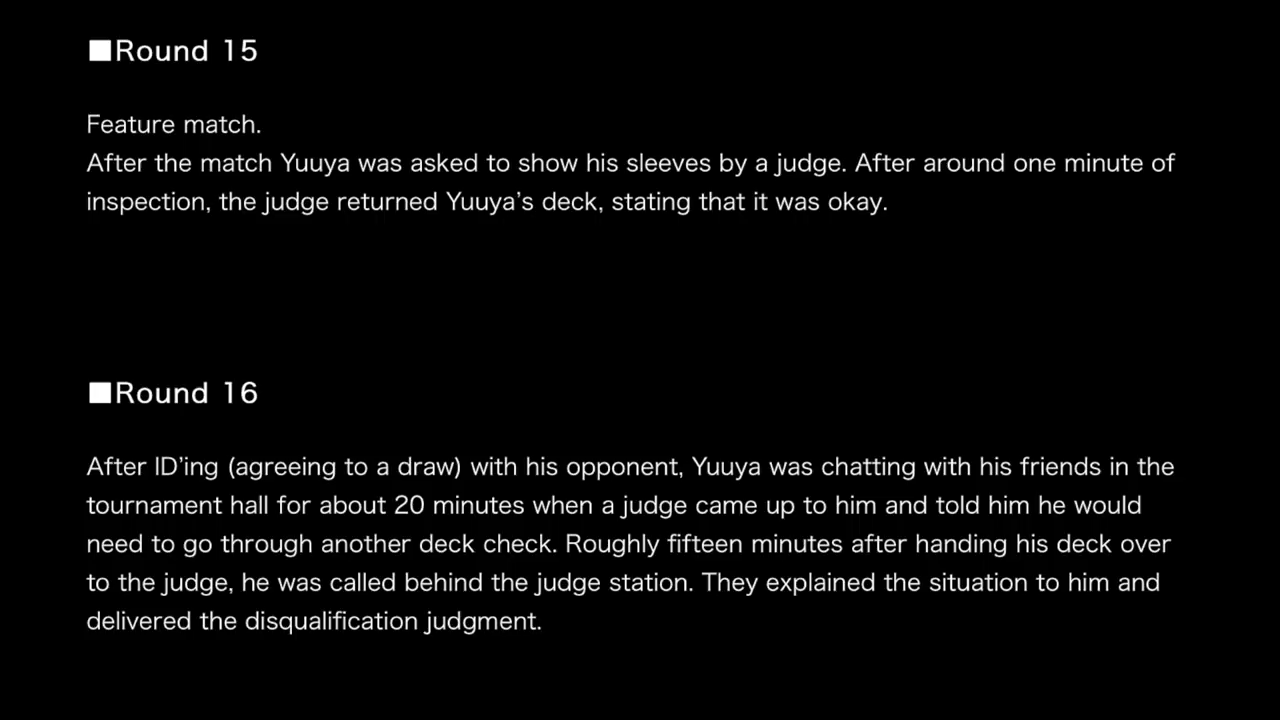 ■Round 15
Feature match.
After the match Yuuya was asked to show his sleeves by a judge. After around one minute of
inspection, the judge returned Yuuya’s deck, stating that it was okay.
■Round 16
After ID’ing (agreeing to a draw) with his opponent, Yuuya was chatting with his friends in the
tournament hall for about 20 minutes when a judge came up to him and told him he would
need to go through another deck check. Roughly fifteen minutes after handing his deck over
to the judge, he was called behind the judge station. They explained the situation to him and
delivered the disqualification judgment.